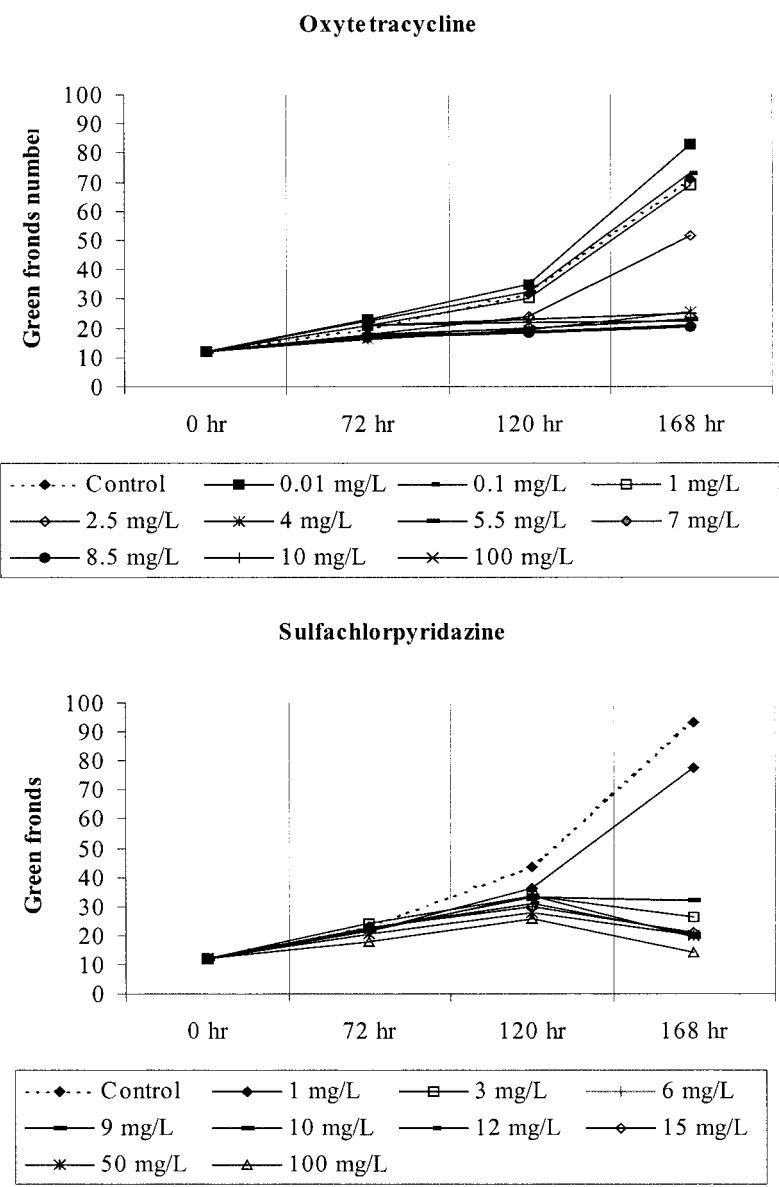 Oxytetracycline
Green fronds number
100
90
80
70
60
50
40
30
20
10
0
0 hr 72 hr 120 hr 168 hr
Control 0.01 mg/L 0.1 mg/L 1 mg/L
2.5 mg/L 4 mg/L 5.5 mg/L 7 mg/L
8.5 mg/L 10 mg/L 100 mg/L
Sulfachlorpyridazine
Green fronds
100
90
80
70
60
50
40
30
20
10
0
0 hr 72 hr 120 hr 168 hr
Control 1 mg/L 3 mg/L 6 mg/L
9 mg/L 10 mg/L 12 mg/L 15 mg/L
50 mg/L 100 mg/L